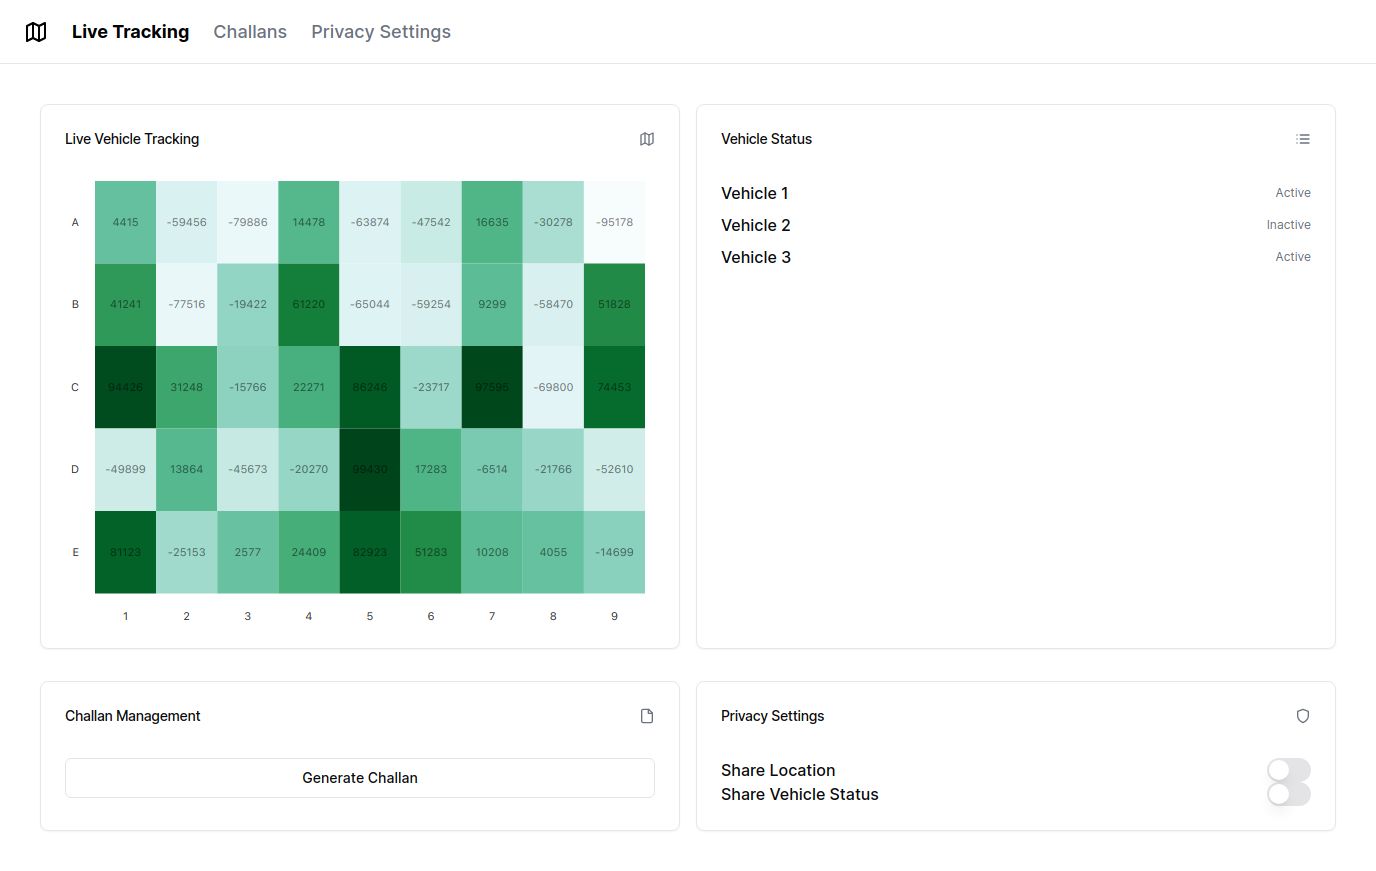 Live Tracking Challans Privacy Settings
Live Vehicle Tracking
A 4415 -59456 -79886 14478 -63874 -47542 16635 -30278 -95178
B 41241 -77516 -19422 61220 -65044 -59254 9299 -58470 51828
C 94426 31248 -15766 22271 86246 -23717 97595 -69800 74453
D -49899 13864 -45673 -20270 99430 17283 -6514 -21766 -52610
E 81123 -25153 2577 24409 82923 51283 10208 4055 -14699
1 2 3 4 5 6 7 8 9
Vehicle Status
Vehicle 1 Active
Vehicle 2 Inactive
Vehicle 3 Active
Challan Management
Generate Challan
Privacy Settings
Share Location
Share Vehicle Status